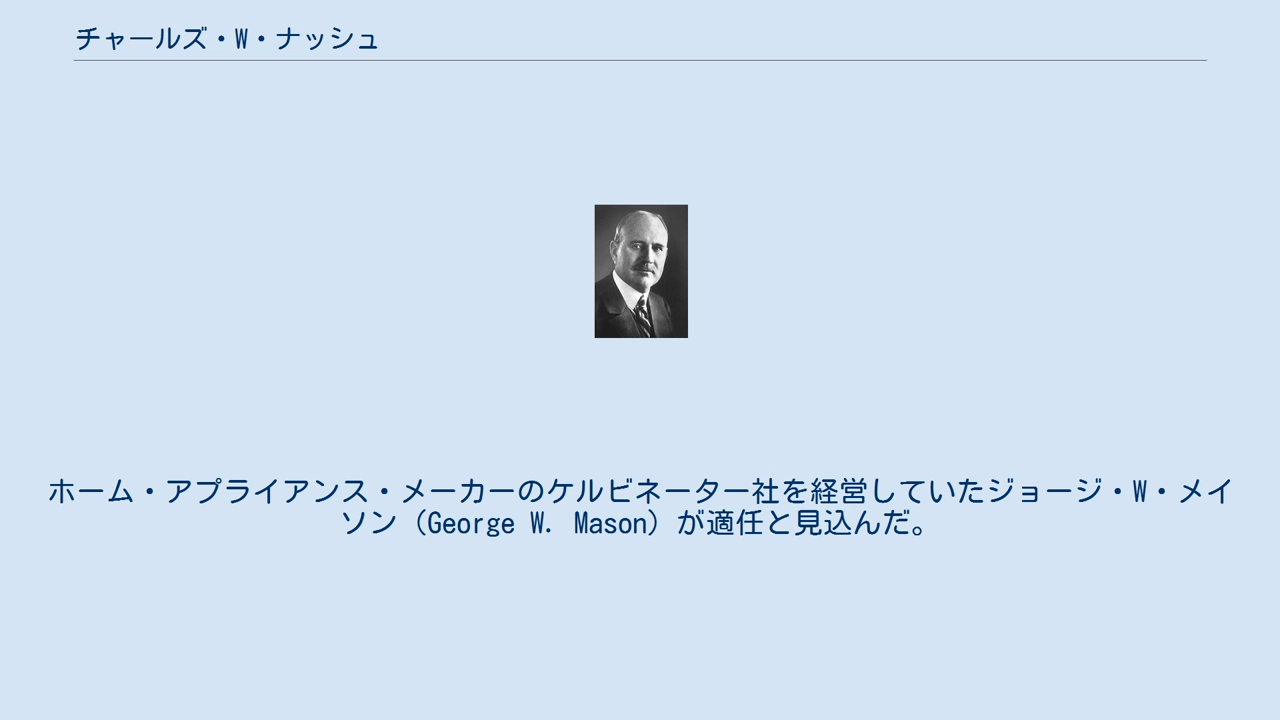 チャールズ・W・ナッシュ
ホーム・アプライアンス・メーカーのケルビネーター社を経営していたジョージ・W・メイ
ソン（George W. Mason）が適任と見込んだ。